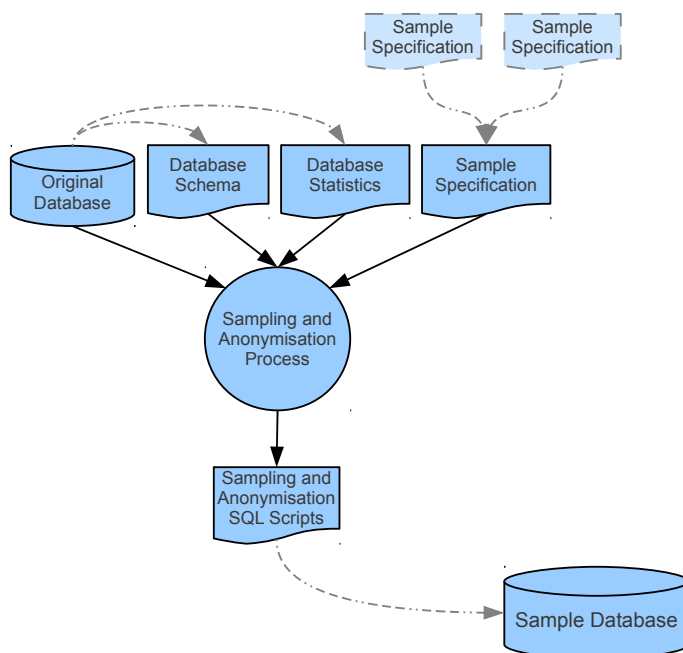 Sample
Specification
Sample
Specification
Original
Database
Database
Schema
Database
Statistics
Sample
Specification
Sampling and
Anonymisation
Process
Sampling and
Anonymisation
SQL Scripts
Sample Database